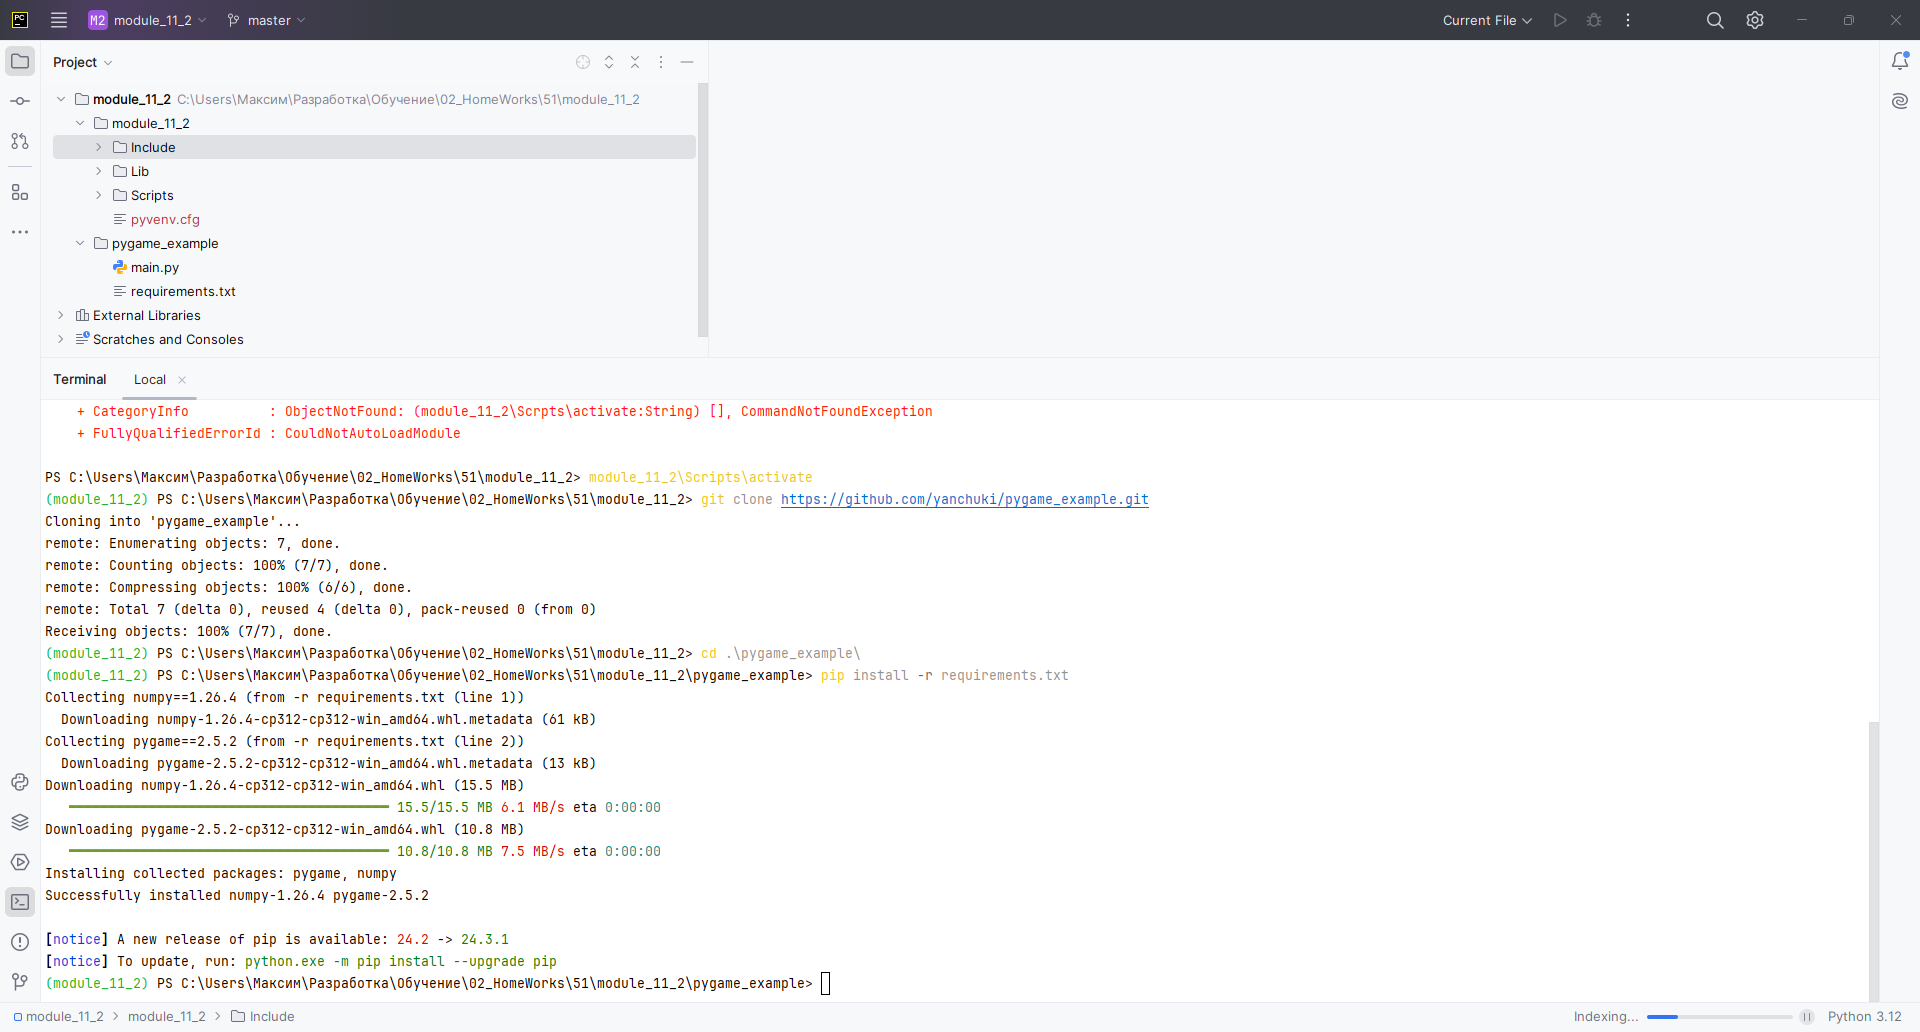 PC
M2 module_11_2
master
Current File
Project
module_11_2 C:\Users\Максим\Разработка\Обучение\02_HomeWorks\51\module_11_2
module_11_2
Include
Lib
Scripts
pyvenv.cfg
pygame_example
main.py
requirements.txt
External Libraries
Scratches and Consoles
Terminal Local
+ CategoryInfo          : ObjectNotFound: (module_11_2\Scrpts\activate:String) [], CommandNotFoundException
+ FullyQualifiedErrorId : CouldNotAutoLoadModule
PS C:\Users\Максим\Разработка\Обучение\02_HomeWorks\51\module_11_2> module_11_2\Scripts\activate
(module_11_2) PS C:\Users\Максим\Разработка\Обучение\02_HomeWorks\51\module_11_2> git clone https://github.com/yanchuki/pygame_example.git
Cloning into 'pygame_example'...
remote: Enumerating objects: 7, done.
remote: Counting objects: 100% (7/7), done.
remote: Compressing objects: 100% (6/6), done.
remote: Total 7 (delta 0), reused 4 (delta 0), pack-reused 0 (from 0)
Receiving objects: 100% (7/7), done.
(module_11_2) PS C:\Users\Максим\Разработка\Обучение\02_HomeWorks\51\module_11_2> cd .\pygame_example\
(module_11_2) PS C:\Users\Максим\Разработка\Обучение\02_HomeWorks\51\module_11_2\pygame_example> pip install -r requirements.txt
Collecting numpy==1.26.4 (from -r requirements.txt (line 1))
Downloading numpy-1.26.4-cp312-cp312-win_amd64.whl.metadata (61 kB)
Collecting pygame==2.5.2 (from -r requirements.txt (line 2))
Downloading pygame-2.5.2-cp312-cp312-win_amd64.whl.metadata (13 kB)
Downloading numpy-1.26.4-cp312-cp312-win_amd64.whl (15.5 MB)
15.5/15.5 MB 6.1 MB/s eta 0:00:00
Downloading pygame-2.5.2-cp312-cp312-win_amd64.whl (10.8 MB)
10.8/10.8 MB 7.5 MB/s eta 0:00:00
Installing collected packages: pygame, numpy
Successfully installed numpy-1.26.4 pygame-2.5.2
[notice] A new release of pip is available: 24.2 -> 24.3.1
[notice] To update, run: python.exe -m pip install --upgrade pip
(module_11_2) PS C:\Users\Максим\Разработка\Обучение\02_HomeWorks\51\module_11_2\pygame_example>
module_11_2 > module_11_2 > Include
Indexing...
Python 3.12